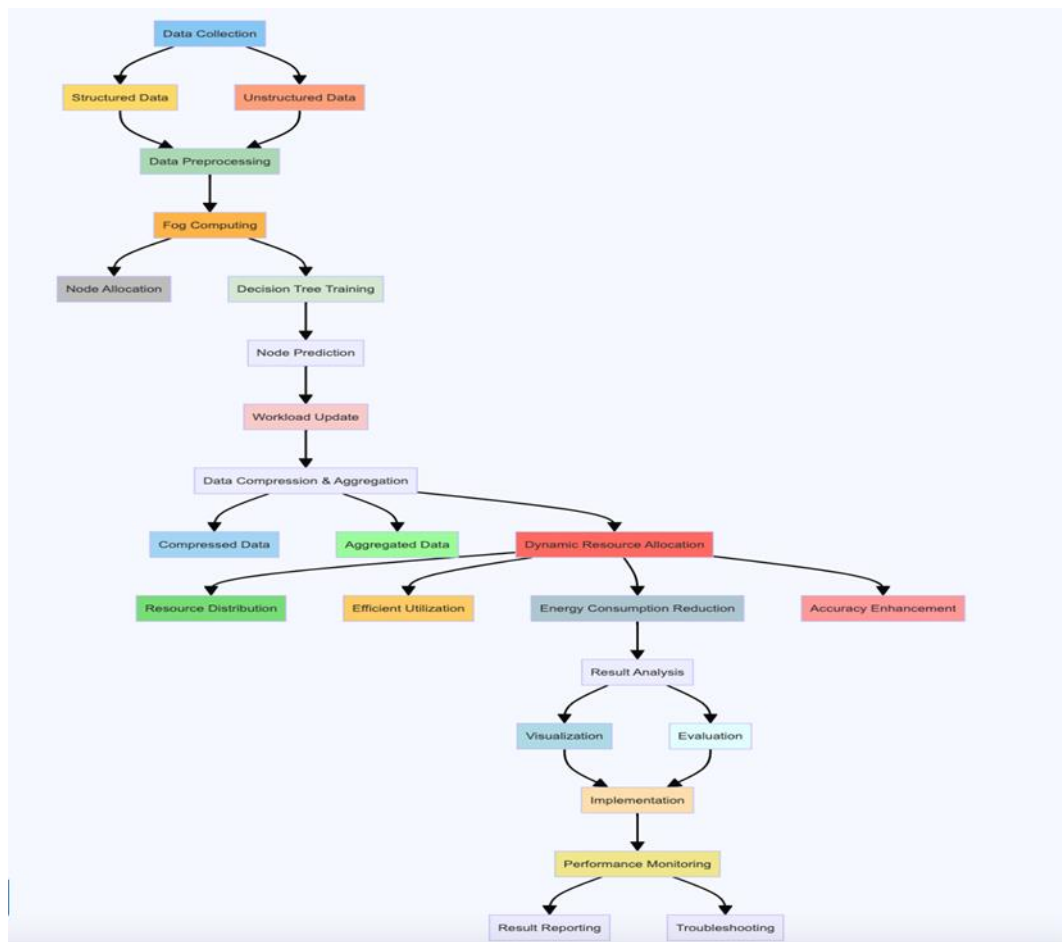 Data Collection
Structured Data
Unstructured Data
Data Preprocessing
Fog Computing
Node Allocation
Decision Tree Training
Node Prediction
Workload Update
Data Compression & Aggregation
Compressed Data
Aggregated Data
Dynamic Resource Allocation
Resource Distribution
Efficient Utilization
Energy Consumption Reduction
Accuracy Enhancement
Result Analysis
Visualization
Evaluation
Implementation
Performance Monitoring
Result Reporting
Troubleshooting